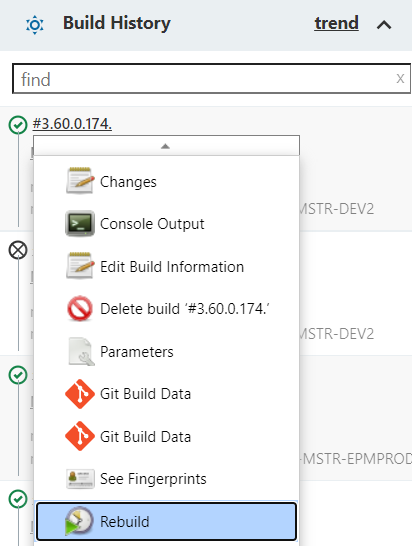 Build History
trend
find
x
#3.60.0.174.
Changes
Console Output
MSTR-DEV2
Edit Build Information
Delete build ‘#3.60.0.174.’
MSTR-DEV2
Parameters
Git Build Data
Git Build Data
-MSTR-EPMPROD
See Fingerprints
Rebuild